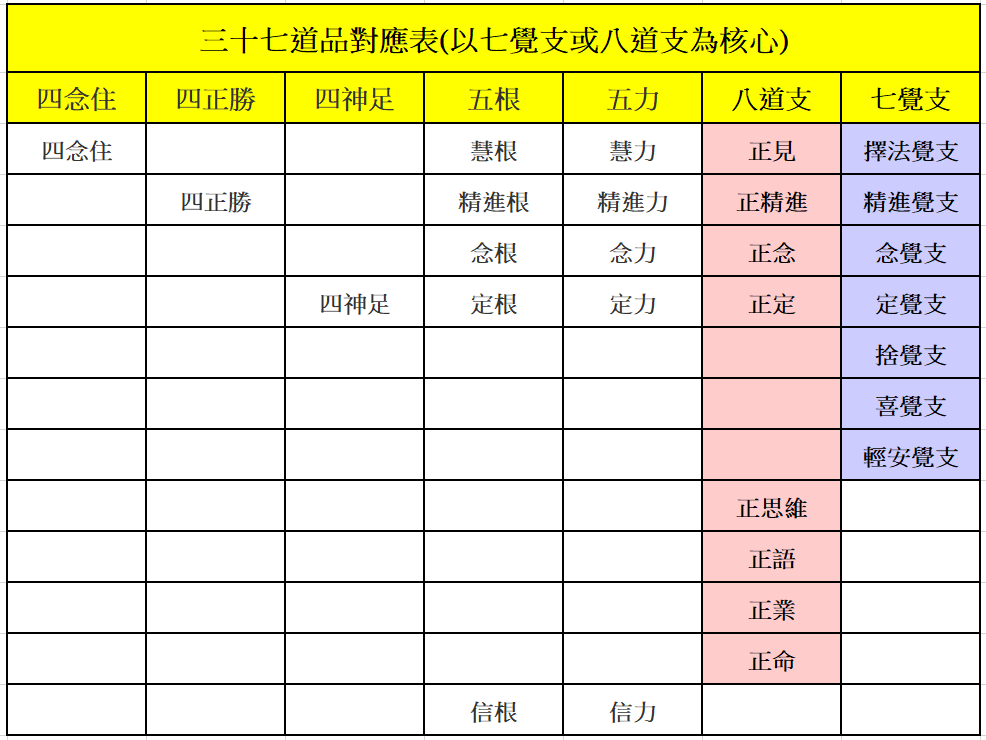 三十七道品對應表(以七覺支或八道支為核心)
四念住 四正勝 四神足 五根 五力 八道支 七覺支
四念住 慧根 慧力 正見 擇法覺支
四正勝 精進根 精進力 正精進 精進覺支
念根 念力 正念 念覺支
四神足 定根 定力 正定 定覺支
捨覺支
喜覺支
輕安覺支
正思維
正語
正業
正命
信根 信力